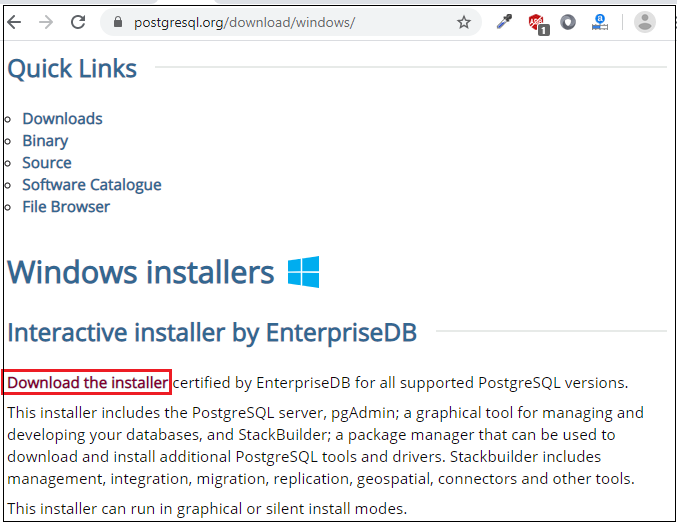 postgresql.org/download/windows/
1
Quick Links
Downloads
Binary
Source
Software Catalogue
File Browser
Windows installers
Interactive installer by EnterpriseDB
Download the installer certified by EnterpriseDB for all supported PostgreSQL versions.
This installer includes the PostgreSQL server, pgAdmin; a graphical tool for managing and
developing your databases, and StackBuilder; a package manager that can be used to
download and install additional PostgreSQL tools and drivers. Stackbuilder includes
management, integration, migration, replication, geospatial, connectors and other tools.
This installer can run in graphical or silent install modes.